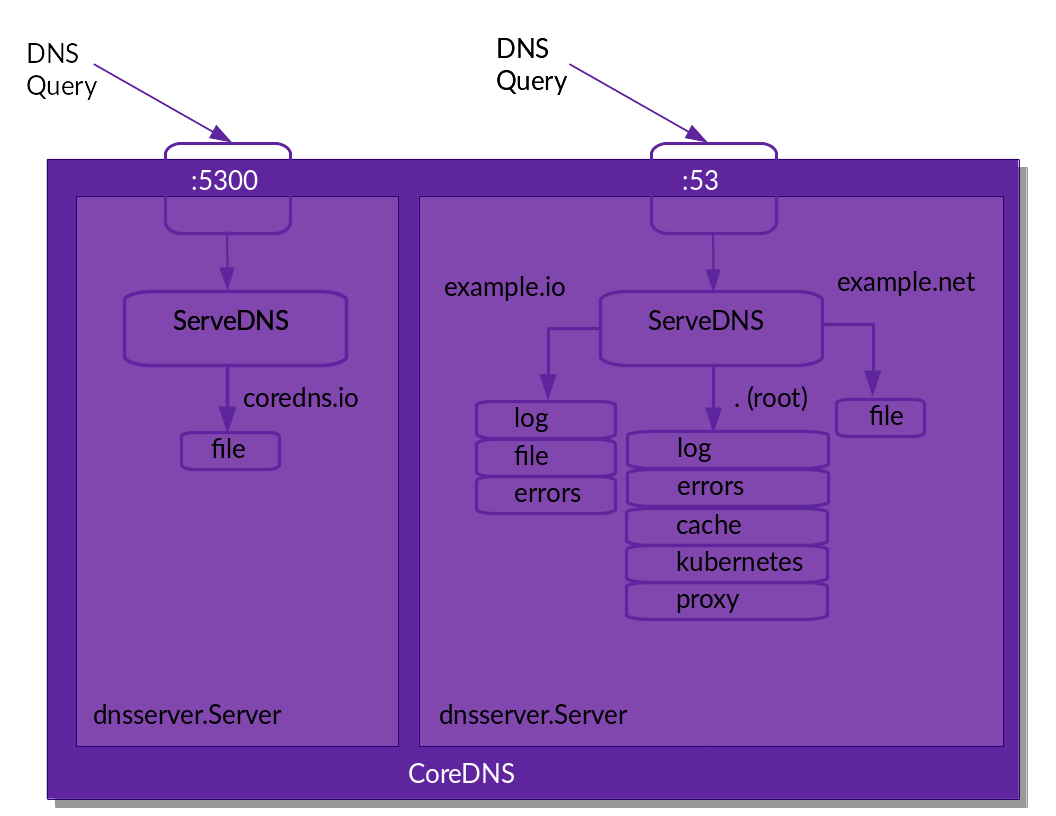 DNS
Query
DNS
Query
:5300
:53
example.io
example.net
ServeDNS
ServeDNS
coredns.io
. (root)
file
log
file
errors
log
errors
cache
kubernetes
proxy
file
dnsserver.Server
dnsserver.Server
CoreDNS